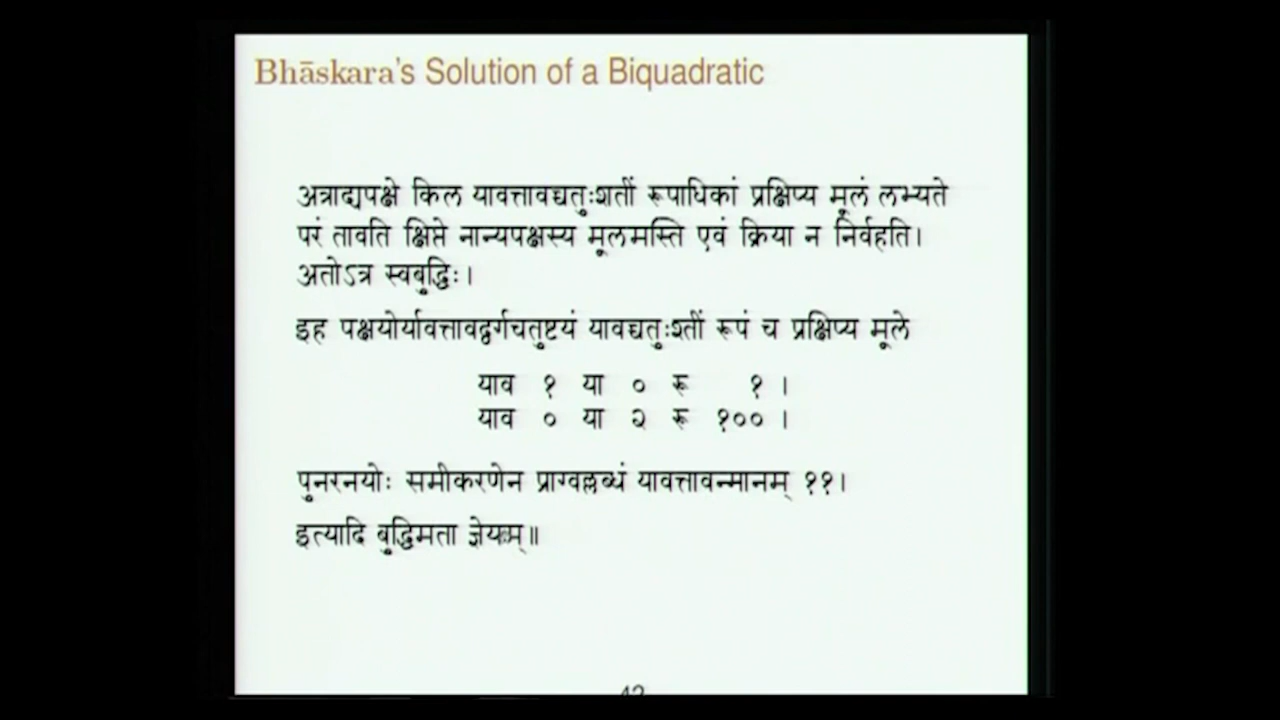 Bhāskara's Solution of a Biquadratic
अत्राद्यपक्षे किल यावत्तावच्चतुःशतीं रूपाधिकां प्रक्षिप्य मूलं लभ्यते
परं तावति क्षिप्ते नान्यपक्षस्य मूलमस्ति एवं क्रिया न निर्वहति।
अतोऽत्र स्वबुद्धिः।
इह पक्षयोर्यावत्तावद्वर्गचतुष्टयं यावच्चतुःश्तीं रूपं च प्रक्षिप्य मूले
याव १ या ० रू १ ।
याव ० या २ रू १०० ।
पुनरनयोः समीकरणेन प्राग्वल्लब्धं यावत्तावन्मानम् ११।
इत्यादि बुद्धिमता ज्ञेयम्॥